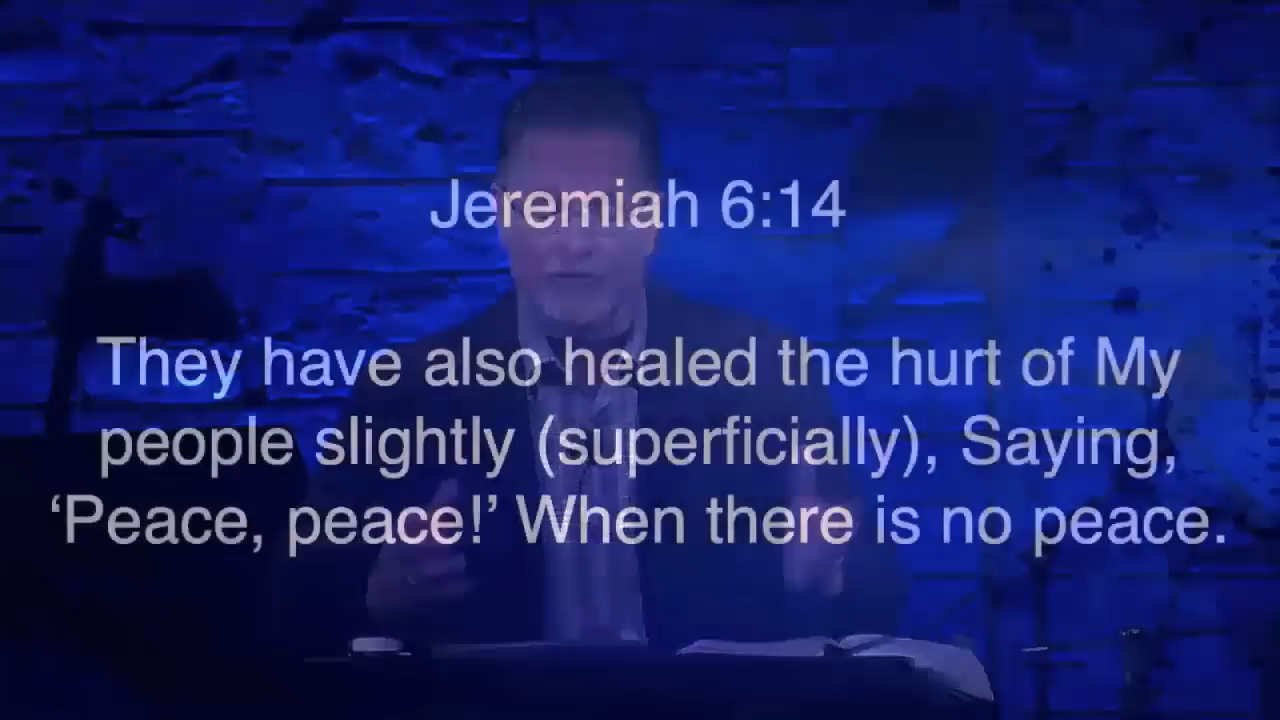 Jeremiah 6:14
They have also healed the hurt of My
people slightly (superficially), Saying,
‘Peace, peace!’ When there is no peace.